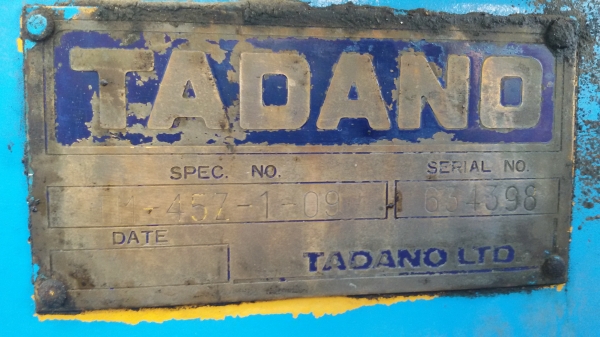 TADANO
SPEC. NO. SERIAL NO.
-457-1-09 634598
DATE
TADANO LTD